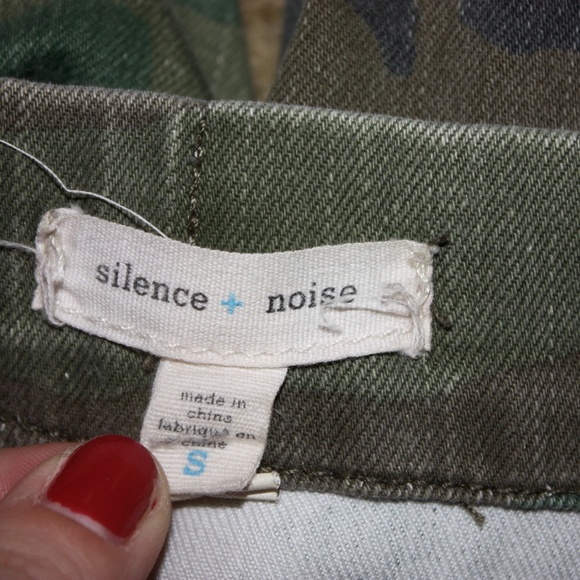 silence + noise
made in
china
fabriqué en
chine
S